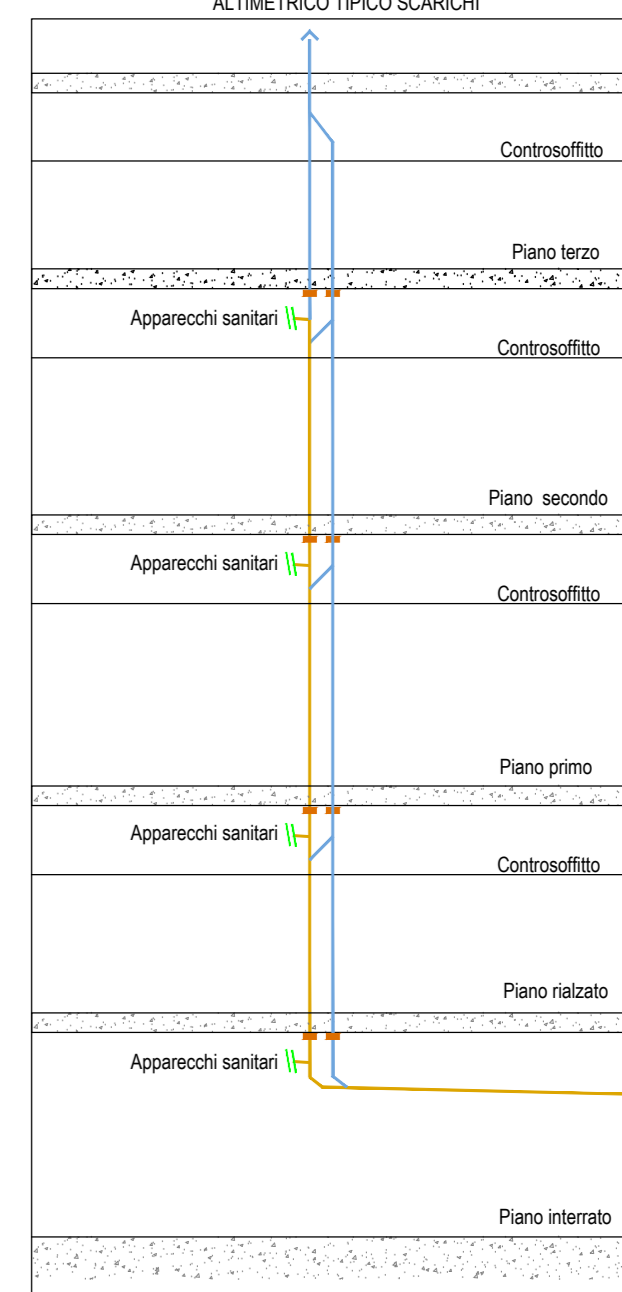 ALTIMETRICO TIPICO SCARICHI
Controsoffitto
Piano terzo
Apparecchi sanitari
Controsoffitto
Piano secondo
Apparecchi sanitari
Controsoffitto
Piano primo
Apparecchi sanitari
Controsoffitto
Piano rialzato
Apparecchi sanitari
Piano interrato